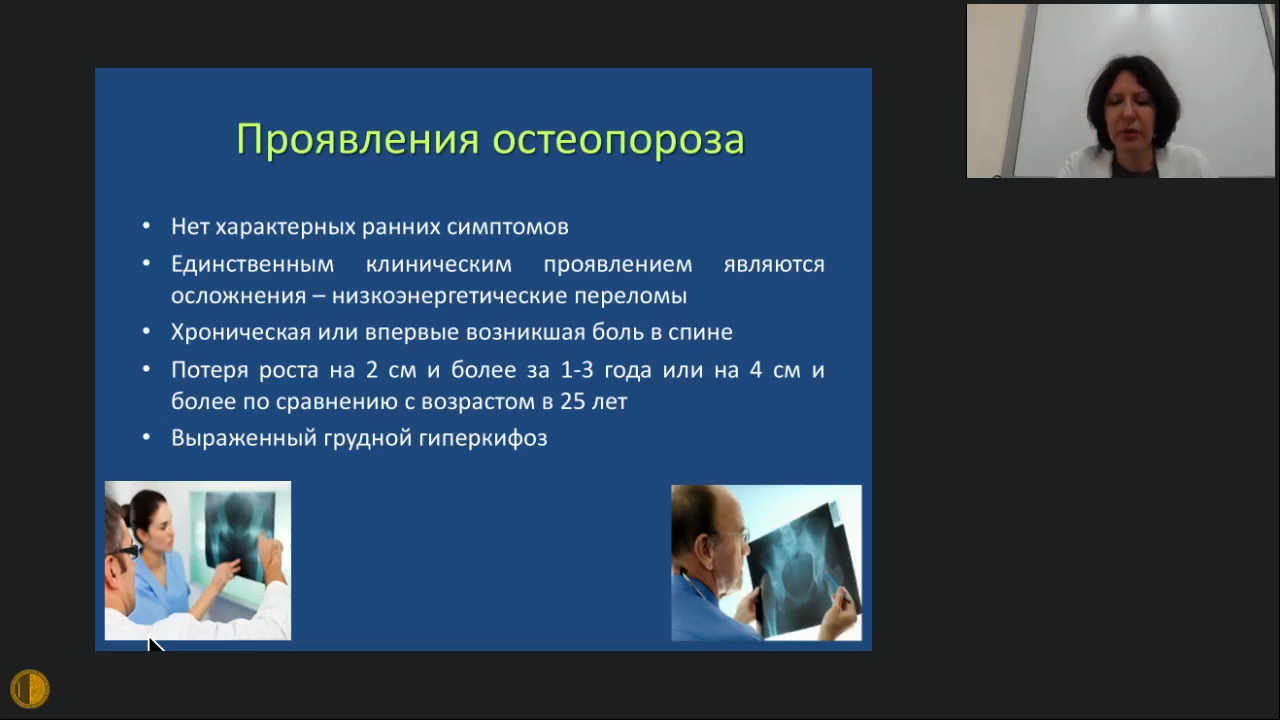 Проявления остеопороза
• Нет характерных ранних симптомов
• Единственным клиническим проявлением являются
осложнения – низкоэнергетические переломы
• Хроническая или впервые возникшая боль в спине
• Потеря роста на 2 см и более за 1-3 года или на 4 см и
более по сравнению с возрастом в 25 лет
• Выраженный грудной гиперкифоз